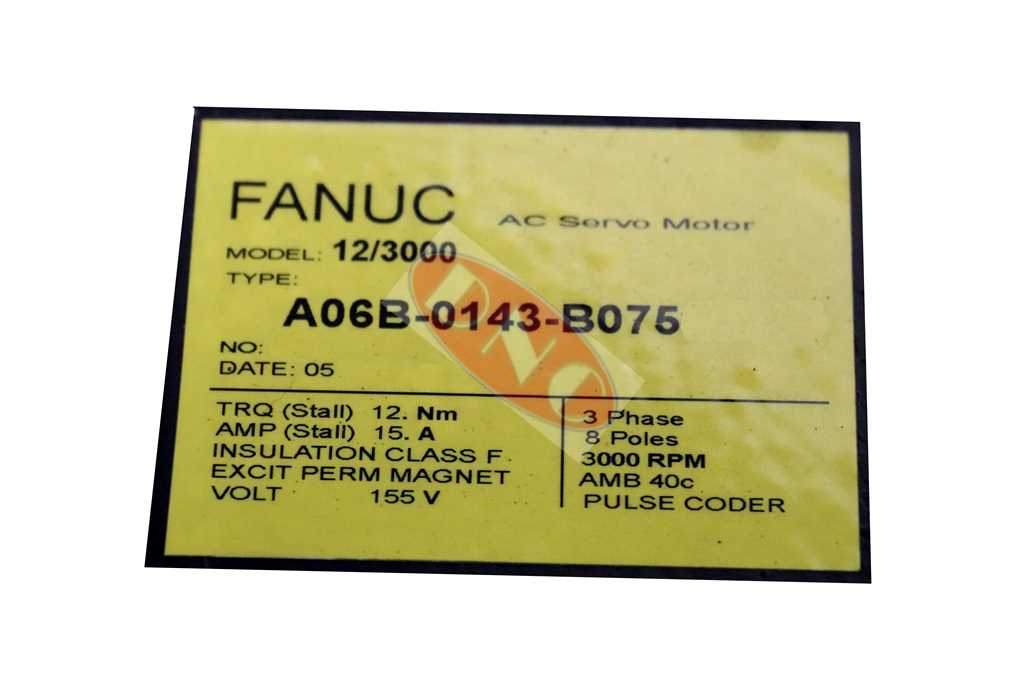 FANUC AC Servo Motor
MODEL: 12/3000
TYPE:
A06B-0143-B075
NO:
DATE: 05
TRQ (Stall) 12. Nm
AMP (Stall) 15. A
INSULATION CLASS F
EXCIT PERM MAGNET
VOLT 155 V
3 Phase
8 Poles
3000 RPM
AMB 40c
PULSE CODER
DNC